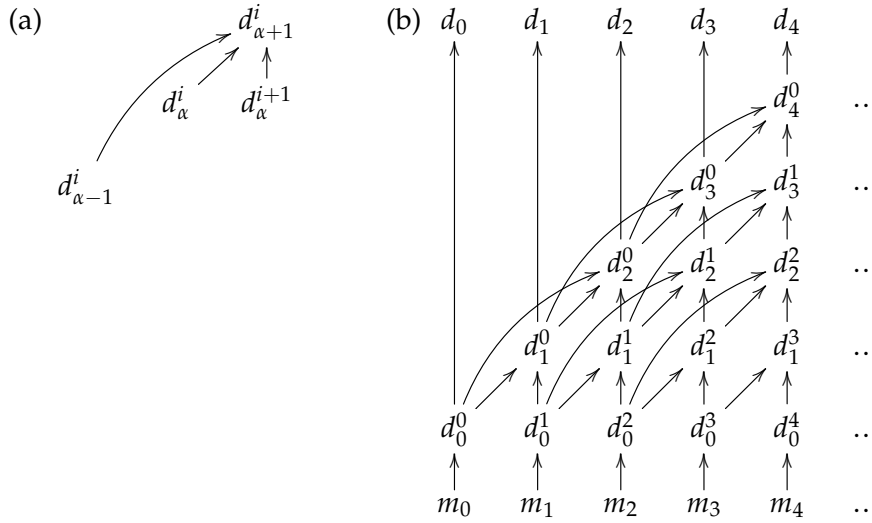 (a) d^i_{α+1} (b) d_0 d_1 d_2 d_3 d_4
d^0_4 ..
d^i_α d^{i+1}_α
d^i_{α−1} d^0_3 d^1_3 ..
d^0_2 d^1_2 d^2_2 ..
d^0_1 d^1_1 d^2_1 d^3_1 ..
d^0_0 d^1_0 d^2_0 d^3_0 d^4_0 ..
m_0 m_1 m_2 m_3 m_4 ..